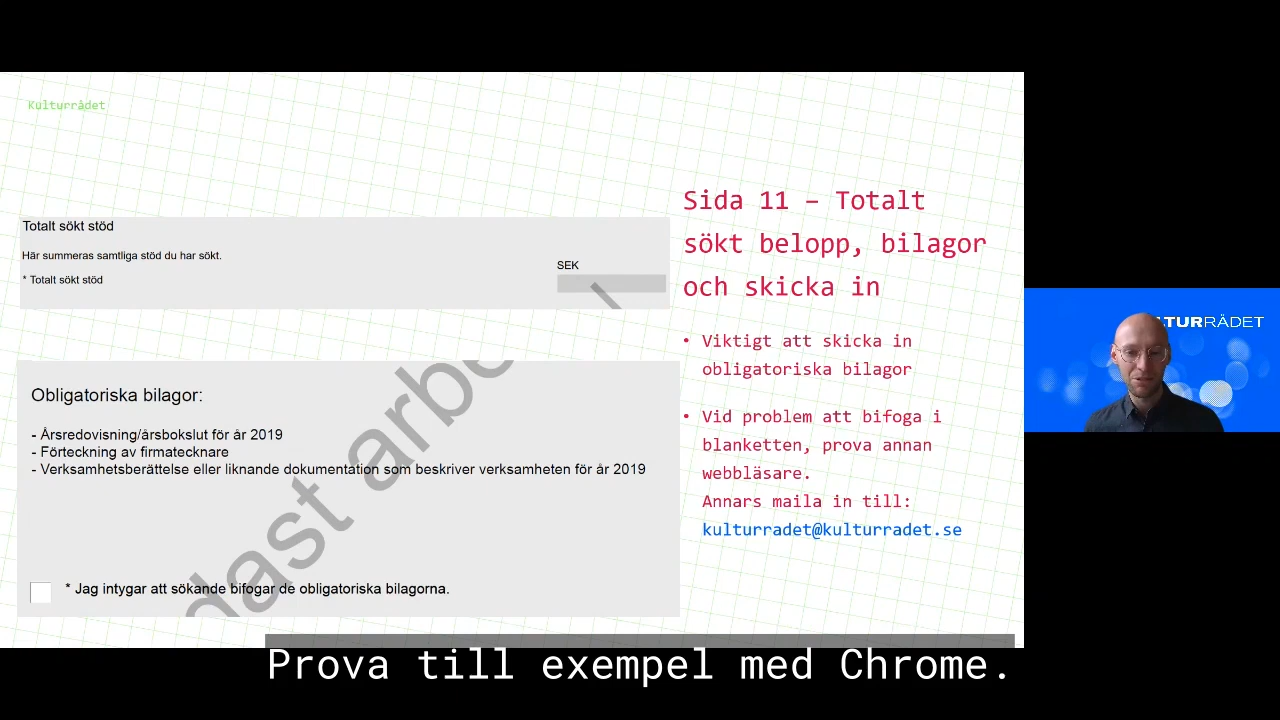 Kulturrådet
Totalt sökt stöd
Här summeras samtliga stöd du har sökt.
SEK
* Totalt sökt stöd
Obligatoriska bilagor:
- Årsredovisning/årsbokslut för år 2019
- Förteckning av firmatecknare
- Verksamhetsberättelse eller liknande dokumentation som beskriver verksamheten för år 2019
* Jag intygar att sökande bifogar de obligatoriska bilagorna.
Sida 11 – Totalt
sökt belopp, bilagor
och skicka in
• Viktigt att skicka in
obligatoriska bilagor
• Vid problem att bifoga i
blanketten, prova annan
webbläsare.
Annars maila in till:
kulturradet@kulturradet.se
TURRÅDET
Prova till exempel med Chrome.